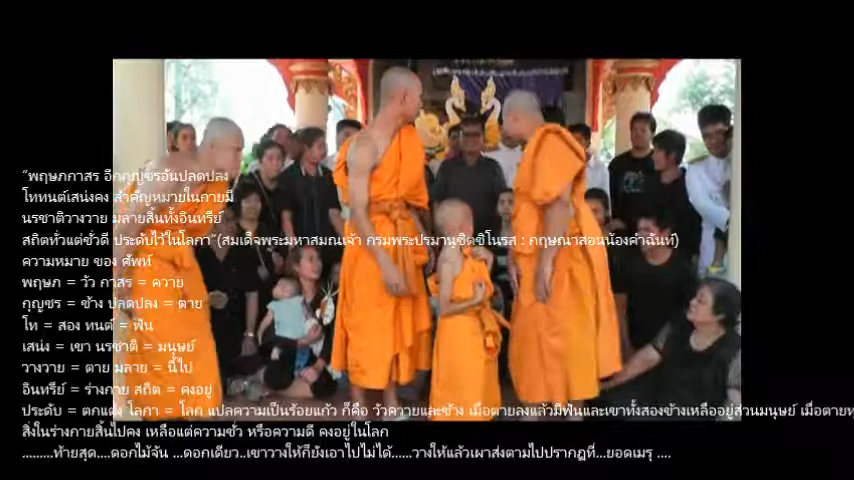 “พฤษภกาสร อีกกุญชรอันปลดปลง
โททนต์เสน่งคง สำคัญหมายในกายมี
นรชาติวางวาย มลายสิ้นทั้งอินทรีย์
สถิตทั่วแต่ชั่วดี ประดับไว้ในโลกา”(สมเด็จพระมหาสมณเจ้า กรมพระปรมานุชิตชิโนรส : กฤษณาสอนน้องคำฉันท์)
ความหมาย ของ ศัพท์
พฤษภ = วัว กาสร = ควาย
กุญชร = ช้าง ปลดปลง = ตาย
โท = สอง ทนต์ = ฟัน
เสน่ง = เขา นรชาติ = มนุษย์
วางวาย = ตาย มลาย = นี้ไป
อินทรีย์ = ร่างกาย สถิต = คงอยู่
ประดับ = ตกแต่ง โลกา = โลก แปลความเป็นร้อยแก้ว ก็คือ วัวควายและช้าง เมื่อตายลงแล้วมีฟันและเขาทั้งสองข้างเหลืออยู่ส่วนมนุษย์ เมื่อตาย
สิ่งในร่างกายสิ้นไปคง เหลือแต่ความชั่ว หรือความดี คงอยู่ในโลก
.........ท้ายสุด....ดอกไม้จัน ...ดอกเดียว..เขาวางให้ก็ยังเอาไปไม่ได้......วางให้แล้วเผาส่งตามไปปรากฏที่...ยอดเมรุ ....